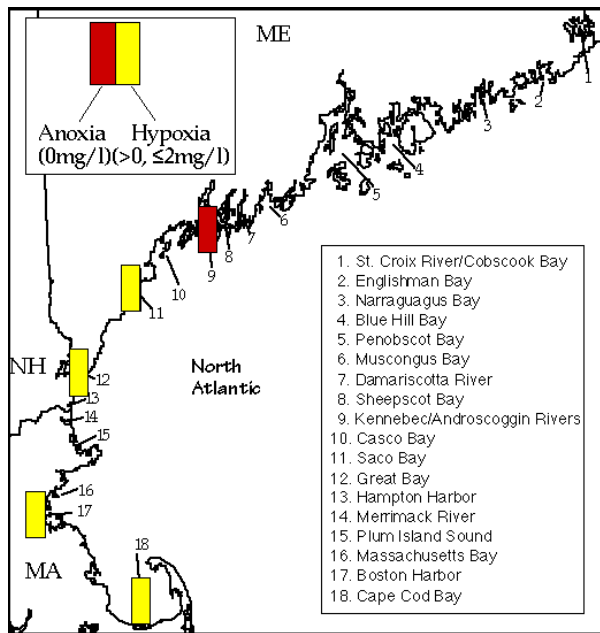 ME
Anoxia Hypoxia
(0mg/l)(>0, ≤2mg/l)
1
2
3
4
5
6
7
8
9
10
11
NH
12
13
14
15
16
17
18
MA
North
Atlantic
1. St. Croix River/Cobscook Bay
2. Englishman Bay
3. Narraguagus Bay
4. Blue Hill Bay
5. Penobscot Bay
6. Muscongus Bay
7. Damariscotta River
8. Sheepscot Bay
9. Kennebec/Androscoggin Rivers
10. Casco Bay
11. Saco Bay
12. Great Bay
13. Hampton Harbor
14. Merrimack River
15. Plum Island Sound
16. Massachusetts Bay
17. Boston Harbor
18. Cape Cod Bay